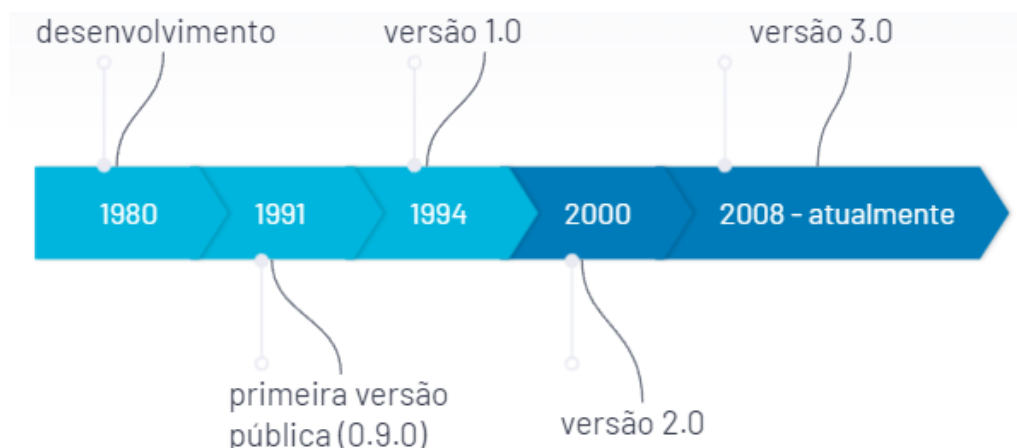 desenvolvimento
versão 1.0
versão 3.0
1980
1991
1994
2000
2008 - atualmente
primeira versão
pública (0.9.0)
versão 2.0